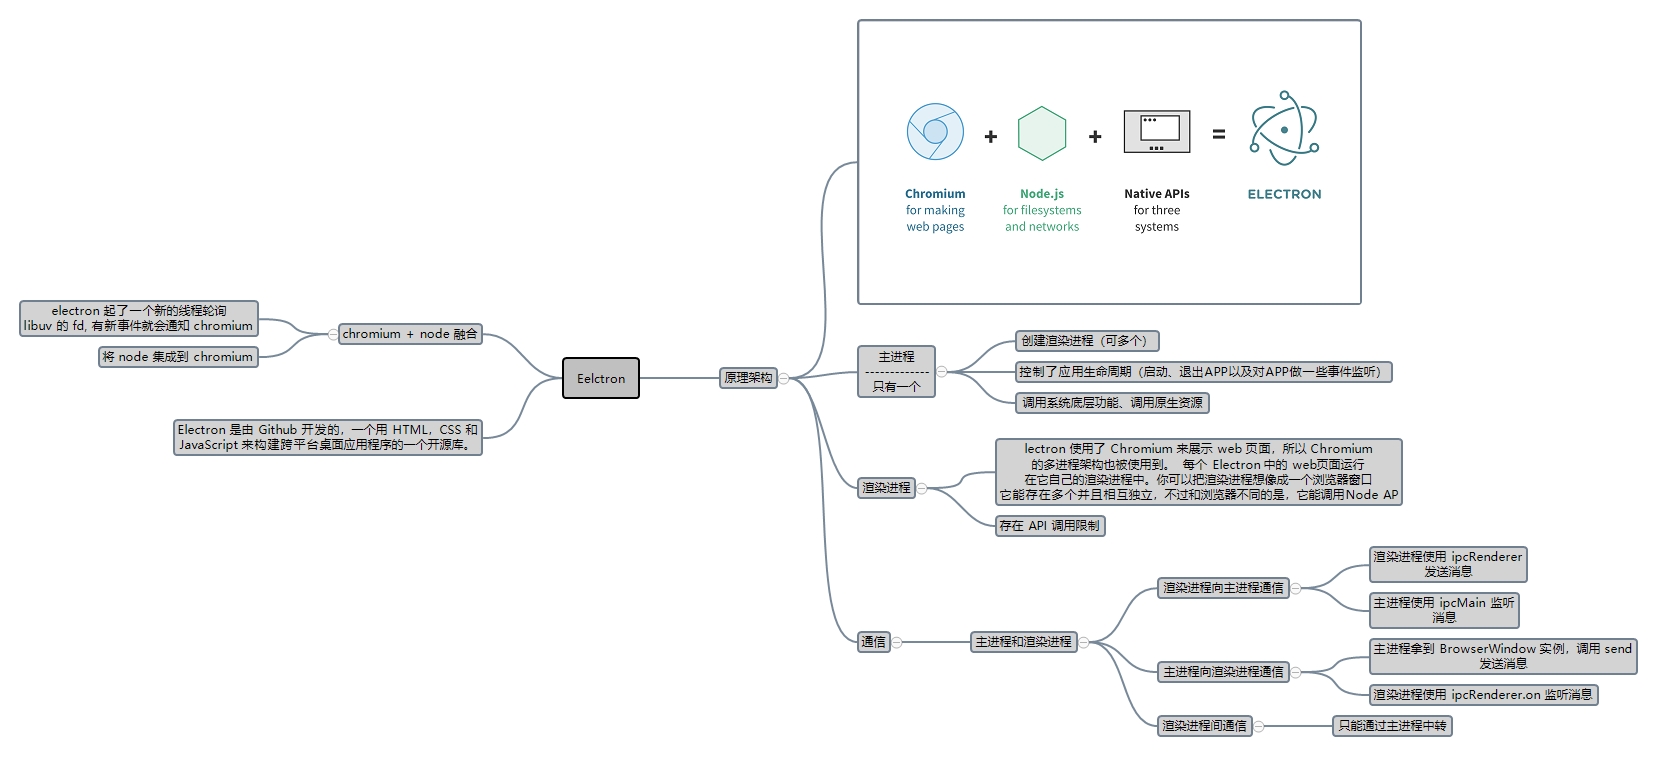 Chromium
for making
web pages
+
Node.js
for filesystems
and networks
+
Native APIs
for three
systems
=
ELECTRON
electron 起了一个新的线程轮询
libuv 的 fd, 有新事件就会通知 chromium
将 node 集成到 chromium
chromium + node 融合
Electron 是由 Github 开发的，一个用 HTML，CSS 和
JavaScript 来构建跨平台桌面应用程序的一个开源库。
Eelctron
原理架构
主进程
-------------
只有一个
创建渲染进程（可多个）
控制了应用生命周期（启动、退出APP以及对APP做一些事件监听）
调用系统底层功能、调用原生资源
渲染进程
lectron 使用了 Chromium 来展示 web 页面，所以 Chromium
的多进程架构也被使用到。 每个 Electron 中的 web页面运行
在它自己的渲染进程中。你可以把渲染进程想像成一个浏览器窗口
它能存在多个并且相互独立，不过和浏览器不同的是，它能调用Node AP
存在 API 调用限制
通信
主进程和渲染进程
渲染进程向主进程通信
渲染进程使用 ipcRenderer
发送消息
主进程使用 ipcMain 监听
消息
主进程向渲染进程通信
主进程拿到 BrowserWindow 实例，调用 send
发送消息
渲染进程使用 ipcRenderer.on 监听消息
渲染进程间通信
只能通过主进程中转